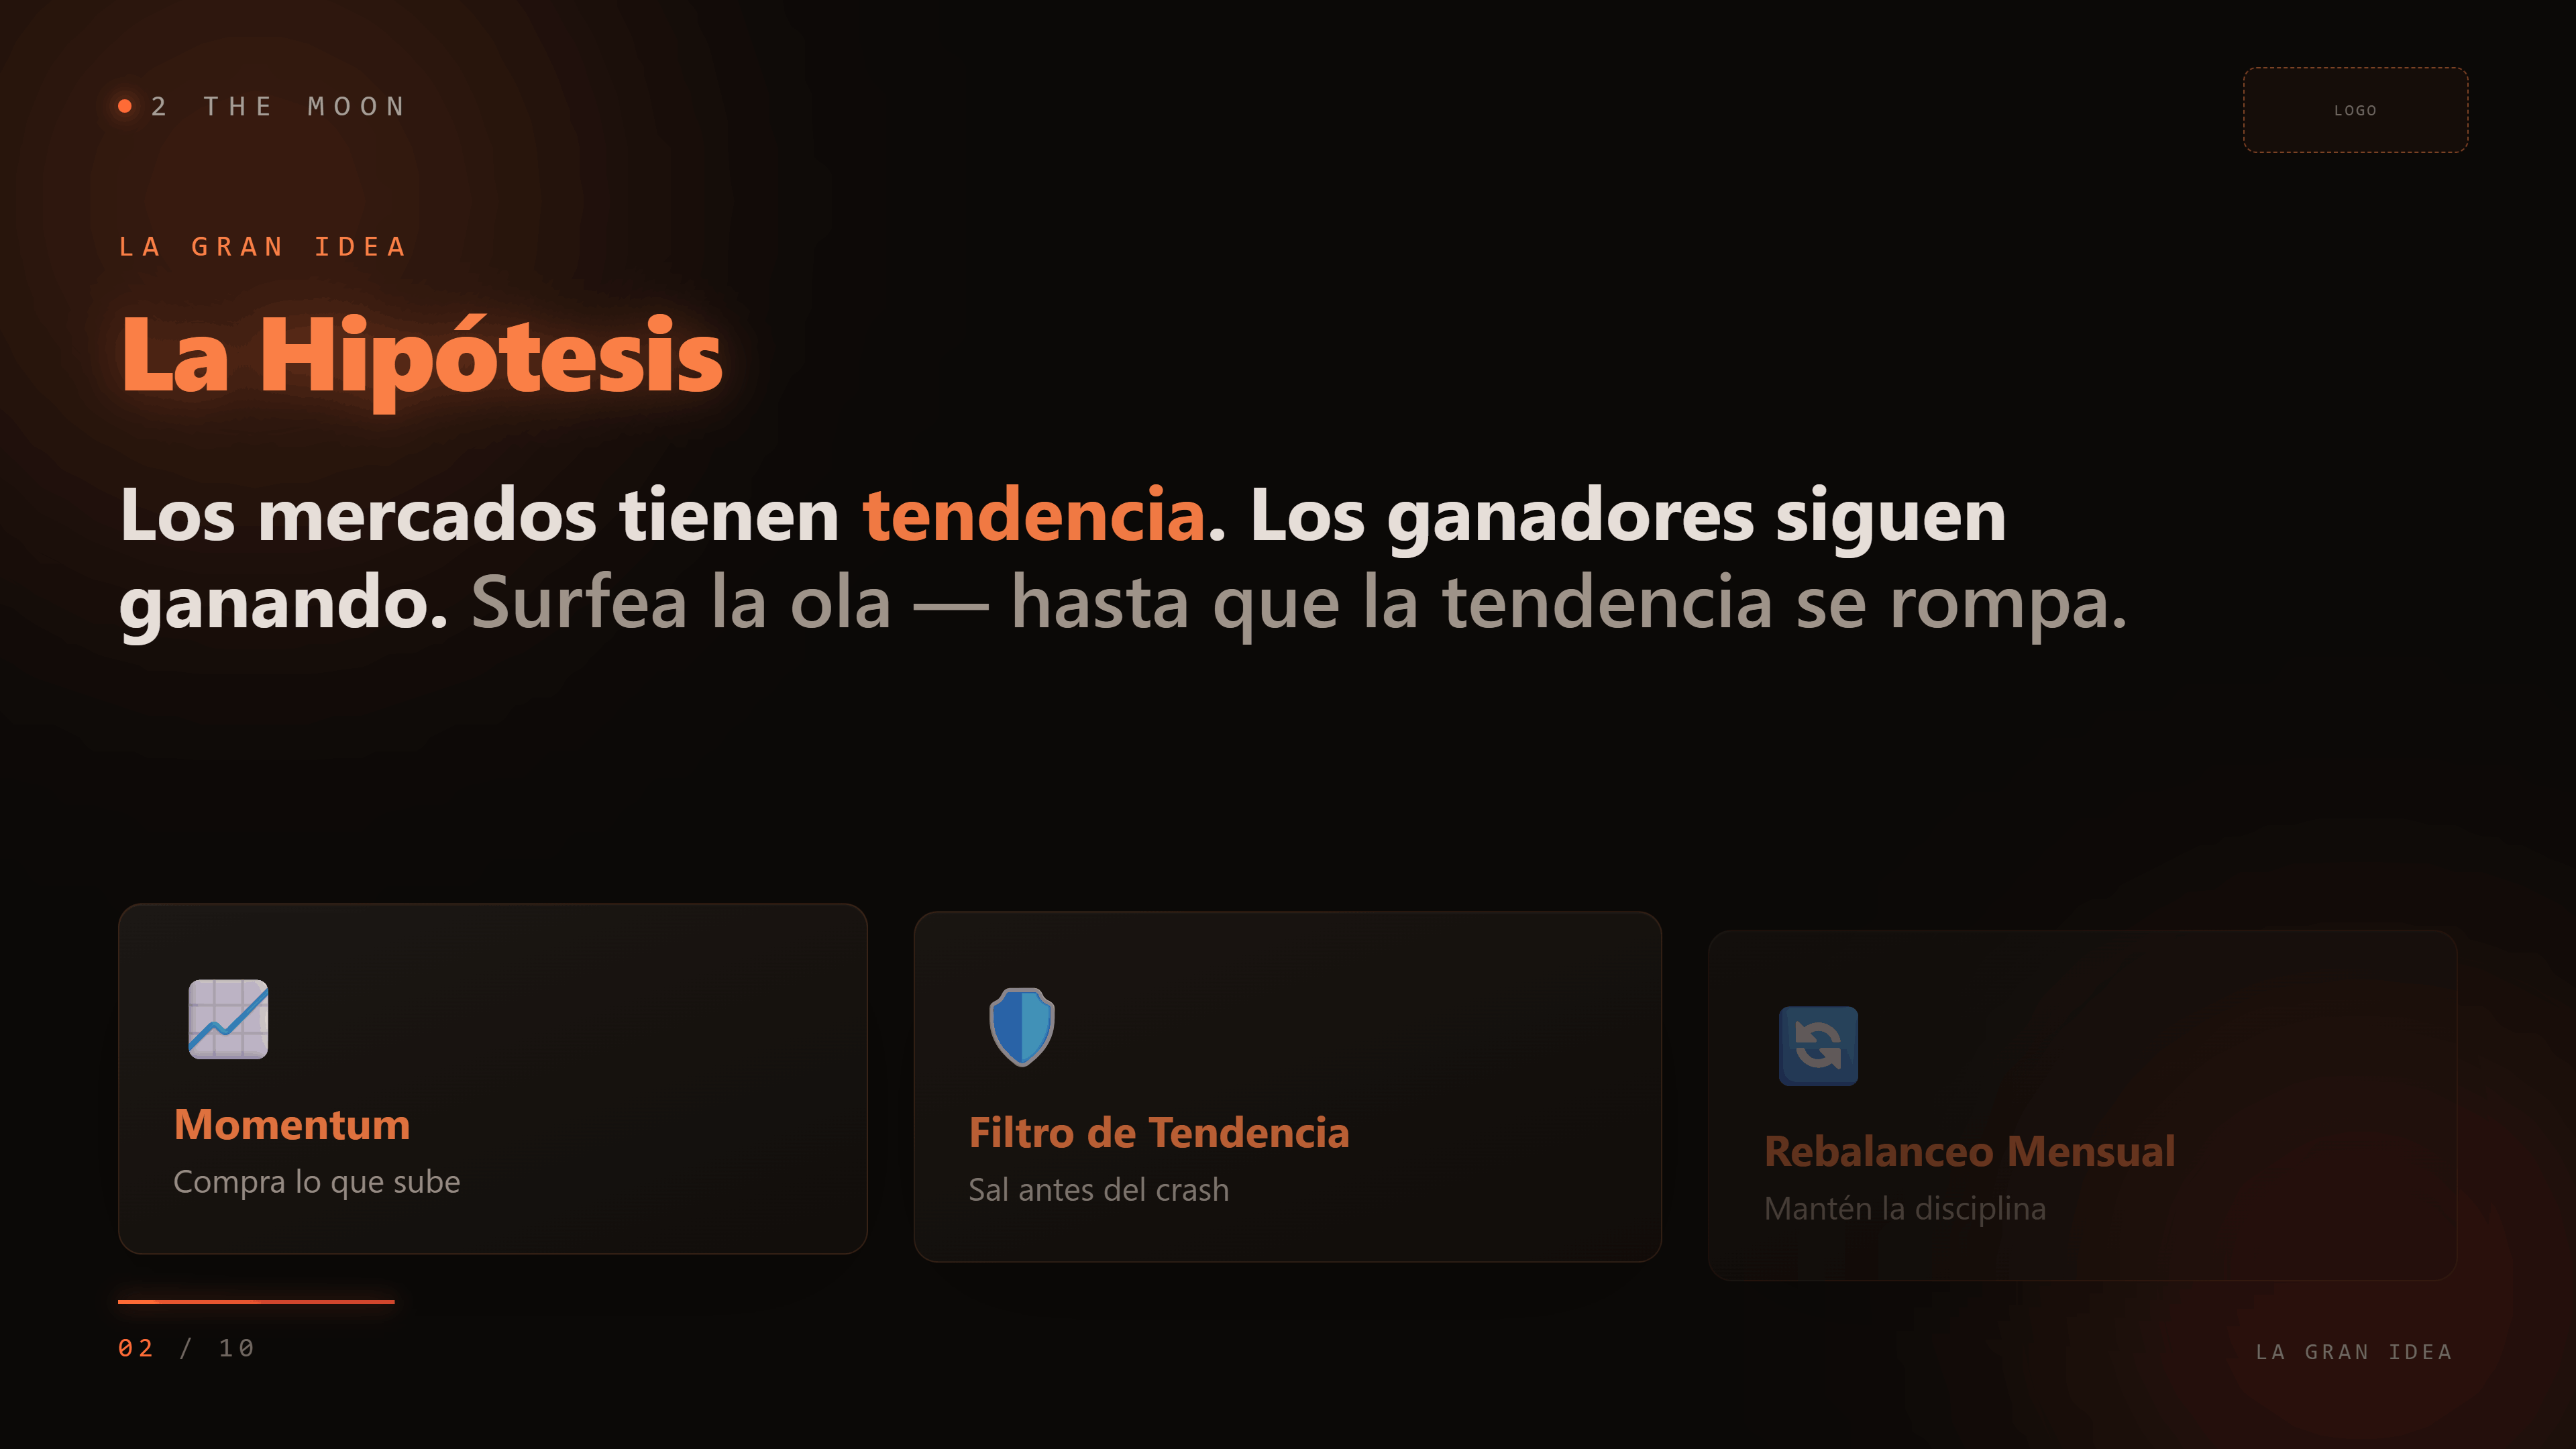 2 THE MOON
LOGO
LA GRAN IDEA
La Hipótesis
Los mercados tienen tendencia. Los ganadores siguen
ganando. Surfea la ola — hasta que la tendencia se rompa.
Momentum
Compra lo que sube
Filtro de Tendencia
Sal antes del crash
Rebalanceo Mensual
Mantén la disciplina
02 / 10
LA GRAN IDEA